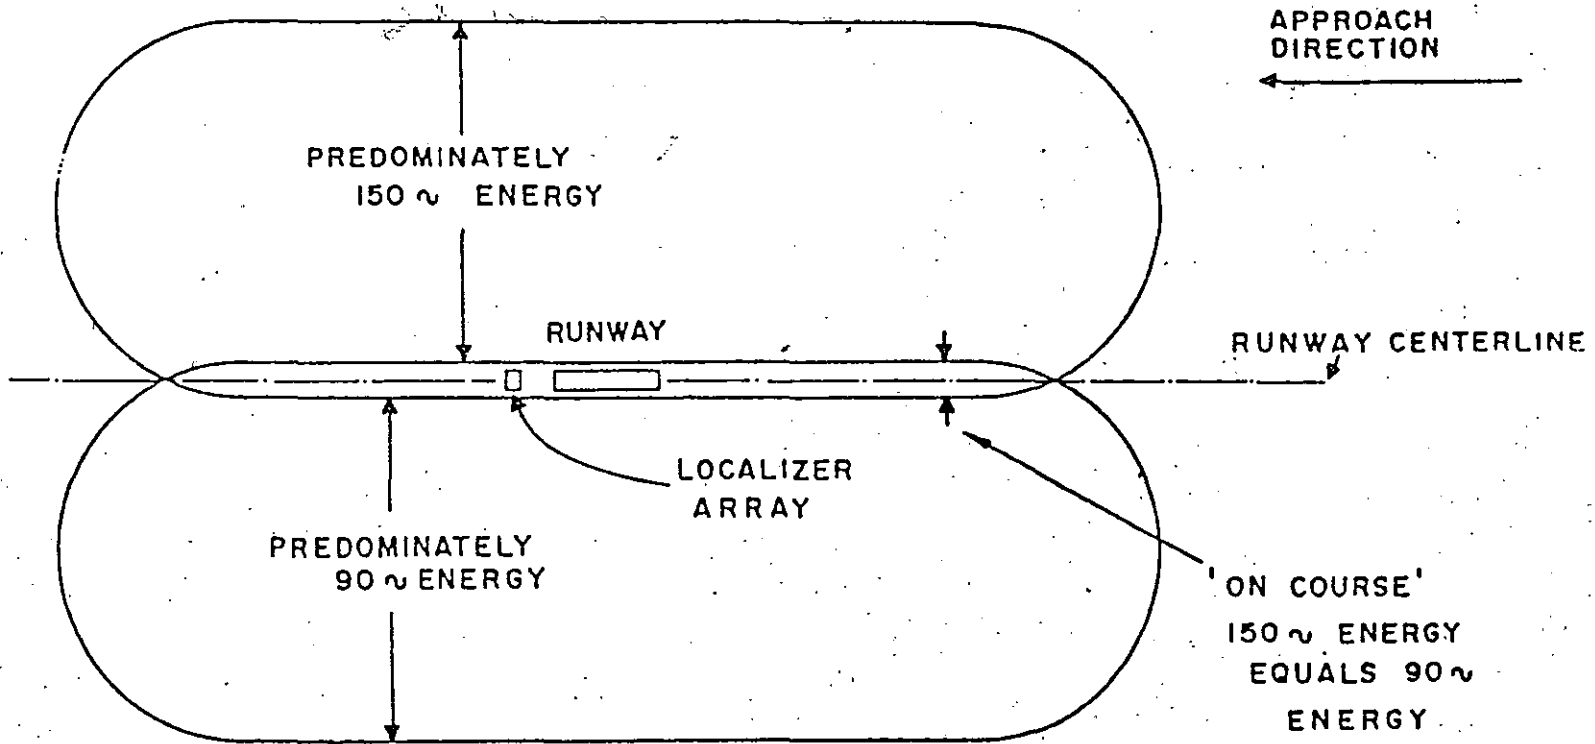 APPROACH
DIRECTION
PREDOMINATELY
150 ~ ENERGY
RUNWAY
RUNWAY CENTERLINE
LOCALIZER
ARRAY
PREDOMINATELY
90 ~ ENERGY
'ON COURSE'
150 ~ ENERGY
EQUALS 90 ~
ENERGY